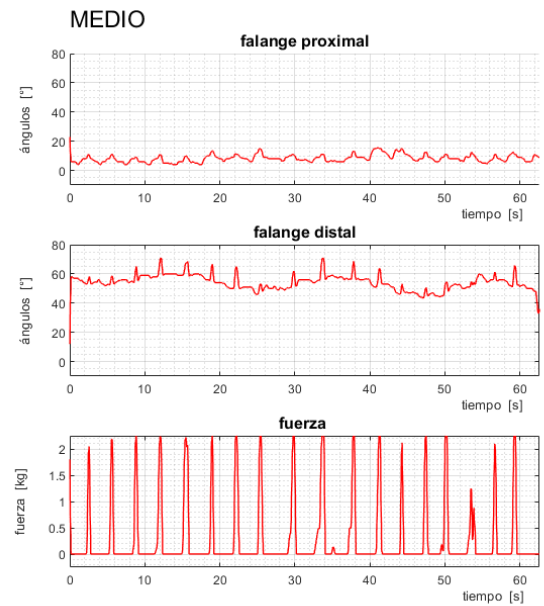 MEDIO
falange proximal
80
60
40
20
0
ángulos [°]
0 10 20 30 40 50 60
tiempo [s]
falange distal
80
60
40
20
0
ángulos [°]
0 10 20 30 40 50 60
tiempo [s]
fuerza
2
1.5
1
0.5
0
fuerza [kg]
0 10 20 30 40 50 60
tiempo [s]